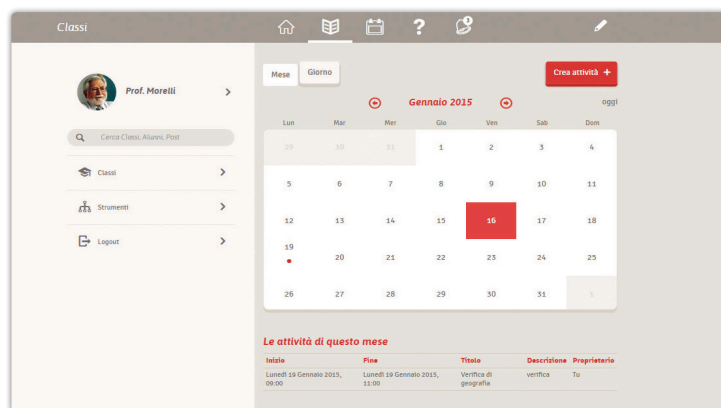 Classi
?
3
Prof. Morelli
Cerca Classi, Alunni, Post
Classi
Strumenti
Logout
Mese Giorno Crea attività +
Gennaio 2015 oggi
Lun Mar Mer Gio Ven Sab Dom
29 30 31 1 2 3 4
5 6 7 8 9 10 11
12 13 14 15 16 17 18
19 20 21 22 23 24 25
26 27 28 29 30 31 1
Le attività di questo mese
Inizio Fine Titolo Descrizione Proprietario
Lunedì 19 Gennaio 2015, Lunedì 19 Gennaio 2015, Verifica di verifica Tu
09:00 11:00 geografia